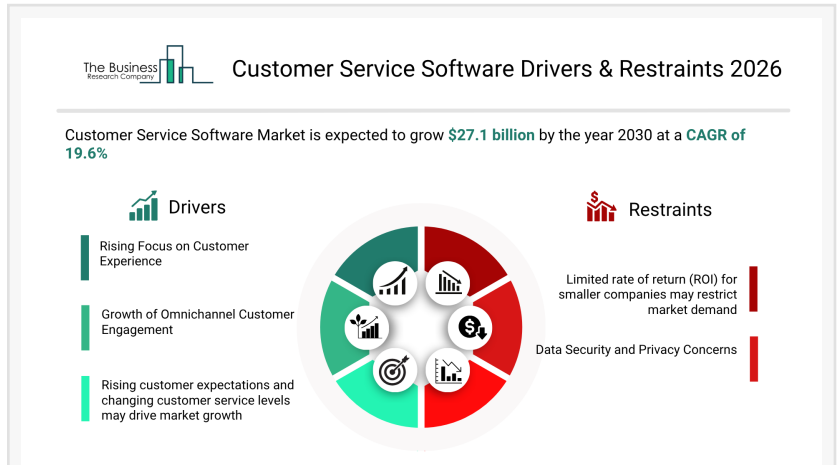 The Business
Research Company
Customer Service Software Drivers & Restraints 2026
Customer Service Software Market is expected to grow $27.1 billion by the year 2030 at a CAGR of
19.6%
Drivers
Rising Focus on Customer
Experience
Growth of Omnichannel Customer
Engagement
Rising customer expectations and
changing customer service levels
may drive market growth
Restraints
Limited rate of return (ROI) for
smaller companies may restrict
market demand
Data Security and Privacy Concerns